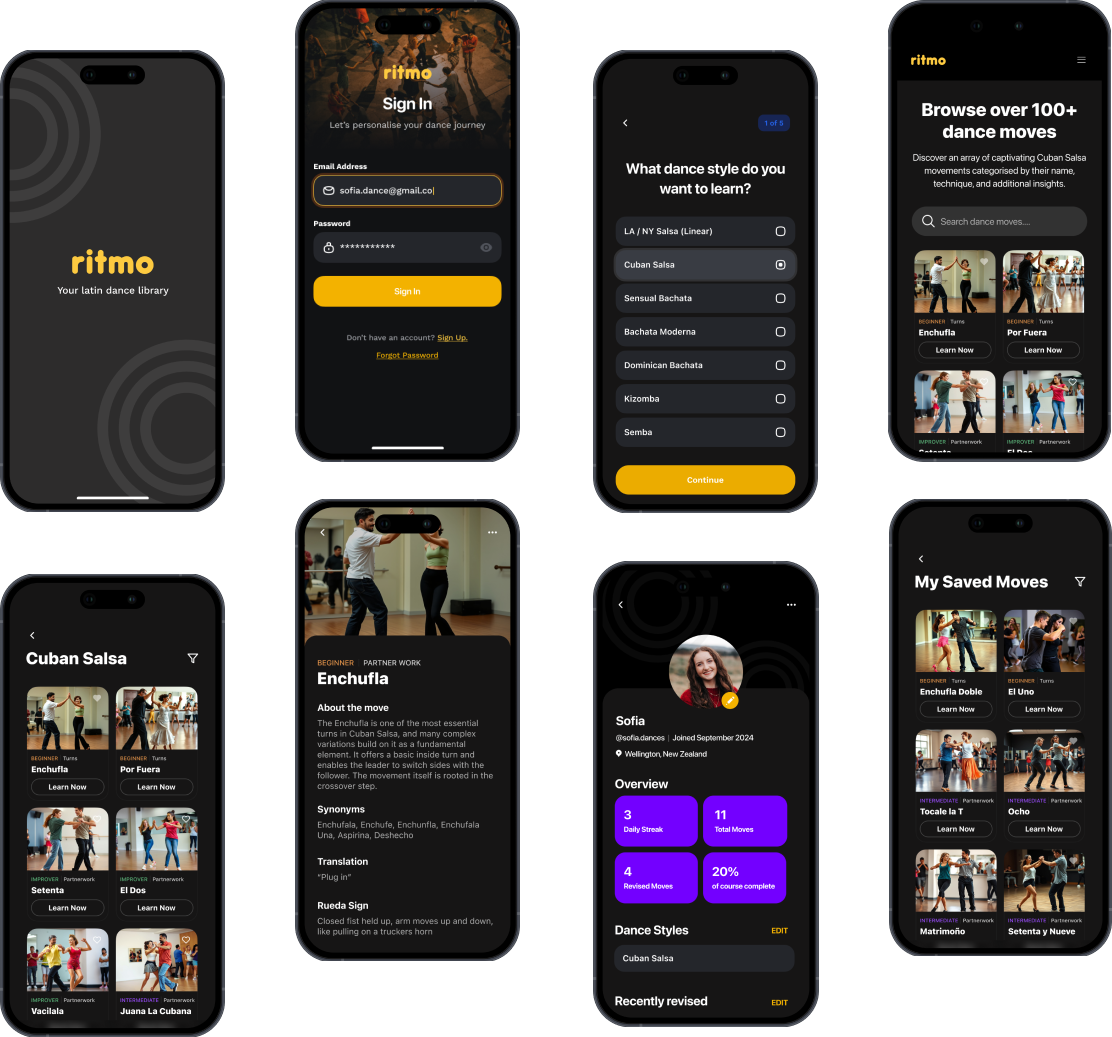 ritmo
Your latin dance library
ritmo
Sign In
Let's personalise your dance journey
Email Address
sofia.dance@gmail.co|
Password
***********
Sign In
Don't have an account? Sign Up.
Forgot Password
1 of 5
What dance style do you
want to learn?
LA / NY Salsa (Linear)
Cuban Salsa
Sensual Bachata
Bachata Moderna
Dominican Bachata
Kizomba
Semba
Continue
ritmo
Browse over 100+
dance moves
Discover an array of captivating Cuban Salsa
movements categorised by their name,
technique, and additional insights.
Search dance moves....
BEGINNER Turns
Enchufla
Learn Now
BEGINNER Turns
Por Fuera
Learn Now
IMPROVER Partnerwork
Setenta
IMPROVER Partnerwork
El Dos
Cuban Salsa
BEGINNER Turns
Enchufla
Learn Now
BEGINNER Turns
Por Fuera
Learn Now
IMPROVER Partnerwork
Setenta
Learn Now
IMPROVER Partnerwork
El Dos
Learn Now
IMPROVER Partnerwork
Vacilala
INTERMEDIATE Partnerwork
Juana La Cubana
BEGINNER | PARTNER WORK
Enchufla
About the move
The Enchufla is one of the most essential
turns in Cuban Salsa, and many complex
variations build on it as a fundamental
element. It offers a basic inside turn and
enables the leader to switch sides with the
follower. The movement itself is rooted in the
crossover step.
Synonyms
Enchufala, Enchufe, Enchunfla, Enchufala
Una, Aspirina, Deshecho
Translation
“Plug in”
Rueda Sign
Closed fist held up, arm moves up and down,
like pulling on a truckers horn
Sofia
@sofia.dances | Joined September 2024
Wellington, New Zealand
Overview
3
Daily Streak
11
Total Moves
4
Revised Moves
20%
of course complete
Dance Styles
EDIT
Cuban Salsa
Recently revised
EDIT
My Saved Moves
BEGINNER Turns
Enchufla Doble
Learn Now
BEGINNER Turns
El Uno
Learn Now
INTERMEDIATE Partnerwork
Tocale la T
Learn Now
INTERMEDIATE Partnerwork
Ocho
Learn Now
INTERMEDIATE Partnerwork
Matrimoño
INTERMEDIATE Partnerwork
Setenta y Nueve